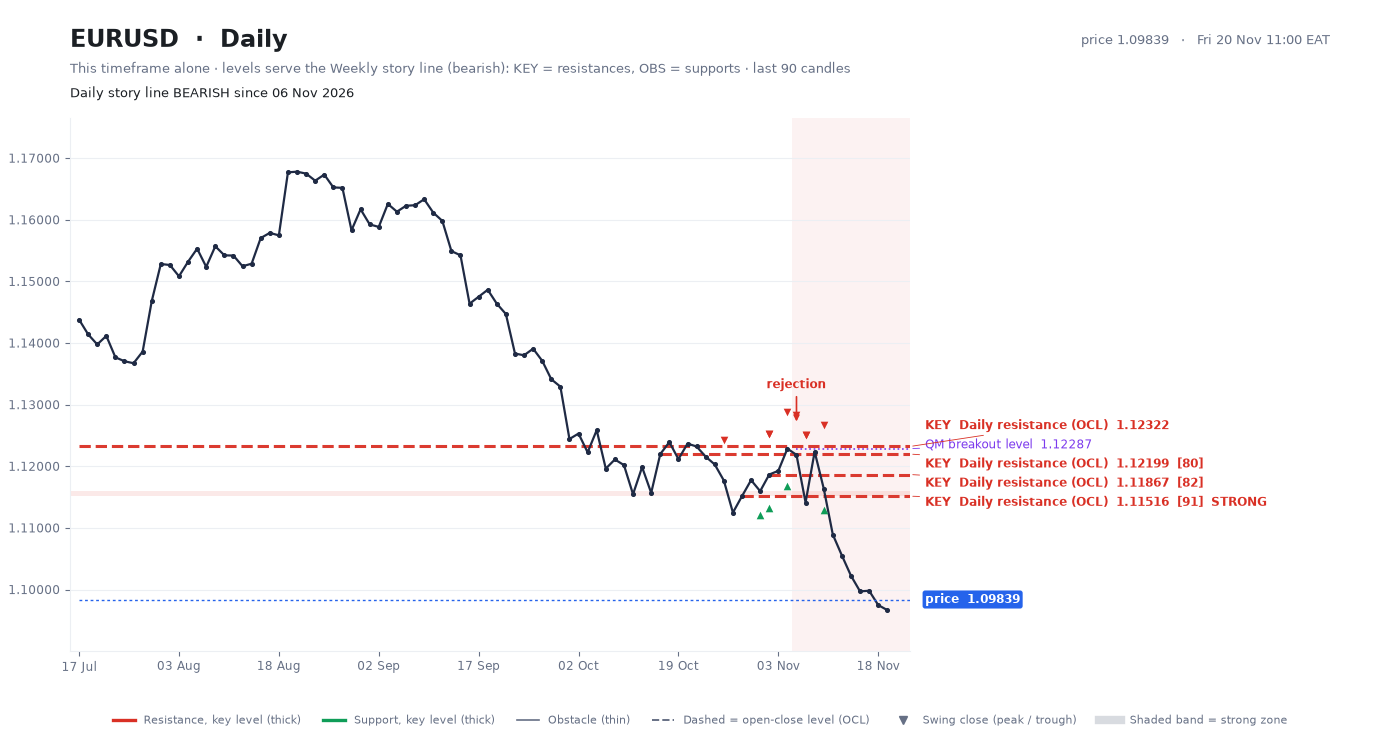 EURUSD · Daily
price 1.09839 · Fri 20 Nov 11:00 EAT
This timeframe alone · levels serve the Weekly story line (bearish): KEY = resistances, OBS = supports · last 90 candles
Daily story line BEARISH since 06 Nov 2026
1.17000
1.16000
1.15000
1.14000
1.13000
1.12000
1.11000
1.10000
rejection
KEY Daily resistance (OCL) 1.12322
QM breakout level 1.12287
KEY Daily resistance (OCL) 1.12199 [80]
KEY Daily resistance (OCL) 1.11867 [82]
KEY Daily resistance (OCL) 1.11516 [91] STRONG
price 1.09839
17 Jul
03 Aug
18 Aug
02 Sep
17 Sep
02 Oct
19 Oct
03 Nov
18 Nov
Resistance, key level (thick)
Support, key level (thick)
Obstacle (thin)
Dashed = open-close level (OCL)
Swing close (peak / trough)
Shaded band = strong zone